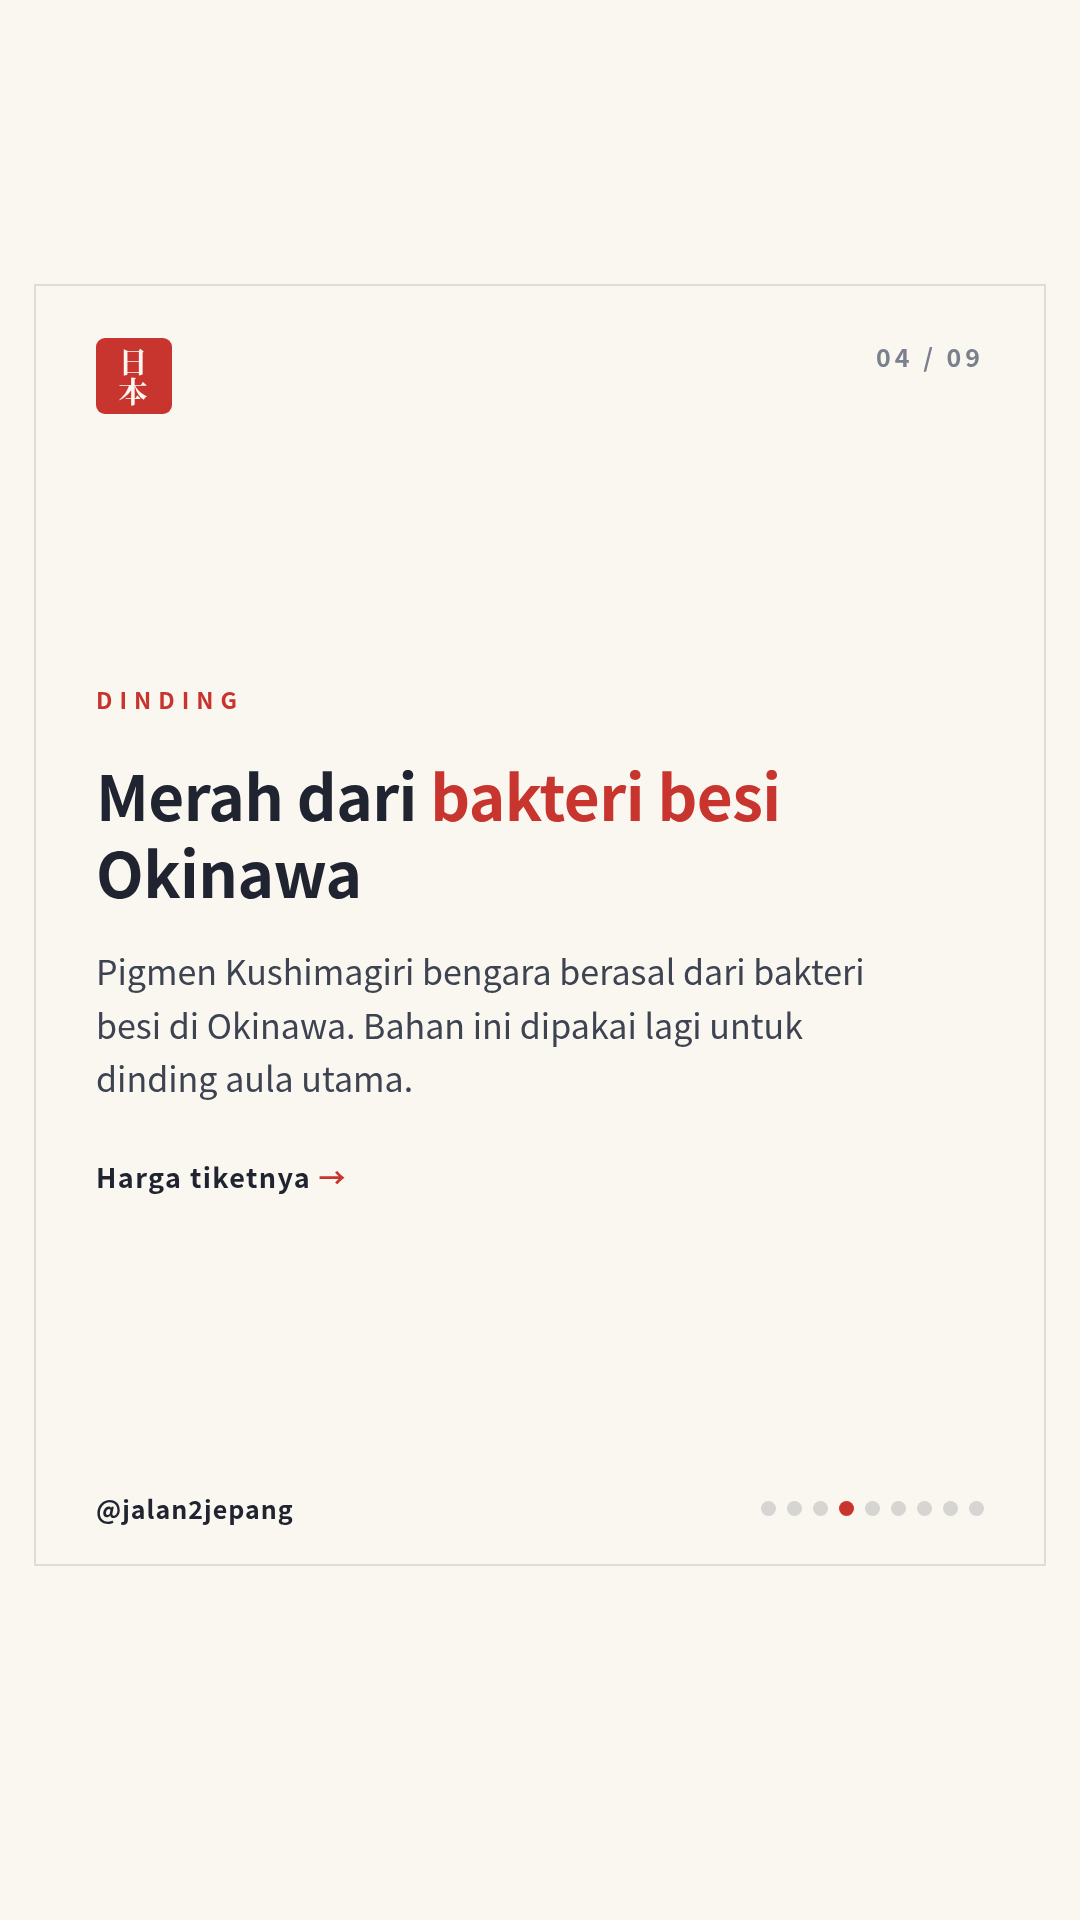 日
本
04 / 09
DINDING
Merah dari bakteri besi
Okinawa
Pigmen Kushimagiri bengara berasal dari bakteri
besi di Okinawa. Bahan ini dipakai lagi untuk
dinding aula utama.
Harga tiketnya →
@jalan2jepang